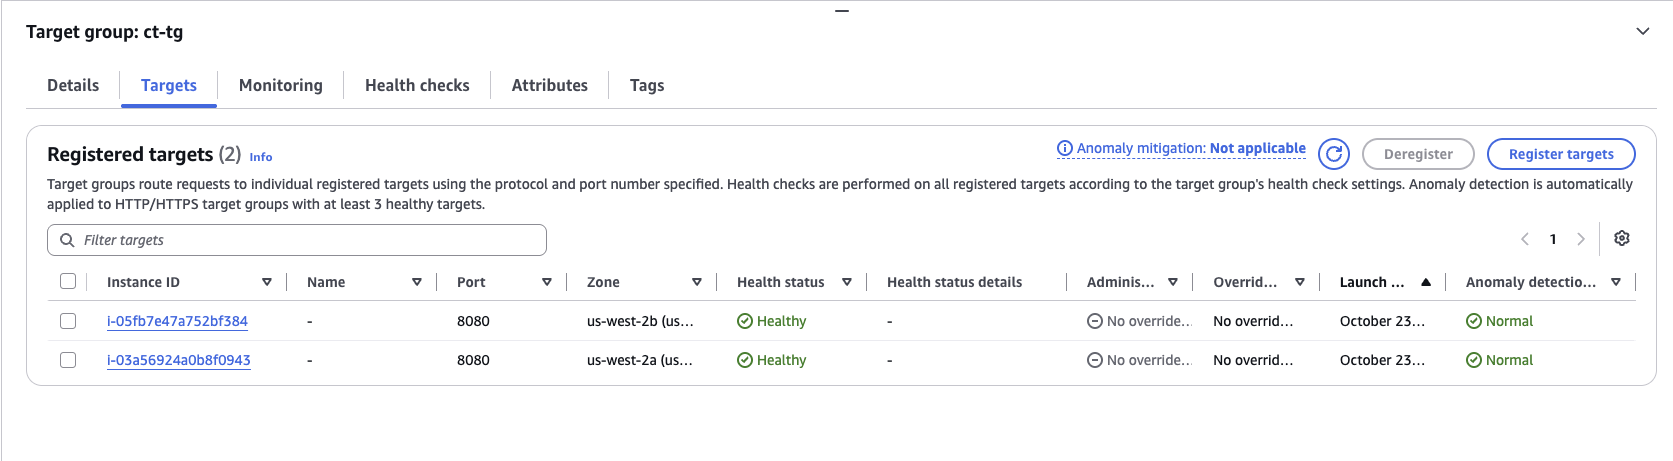 Target group: ct-tg
Details Targets Monitoring Health checks Attributes Tags
Registered targets (2) Info Anomaly mitigation: Not applicable Deregister Register targets
Target groups route requests to individual registered targets using the protocol and port number specified. Health checks are performed on all registered targets according to the target group's health check settings. Anomaly detection is automatically
applied to HTTP/HTTPS target groups with at least 3 healthy targets.
Filter targets 1
Instance ID Name Port Zone Health status Health status details Adminis... Overrid... Launch ... Anomaly detectio...
i-05fb7e47a752bf384 - 8080 us-west-2b (us... Healthy - No override... No overrid... October 23... Normal
i-03a56924a0b8f0943 - 8080 us-west-2a (us... Healthy - No override... No overrid... October 23... Normal